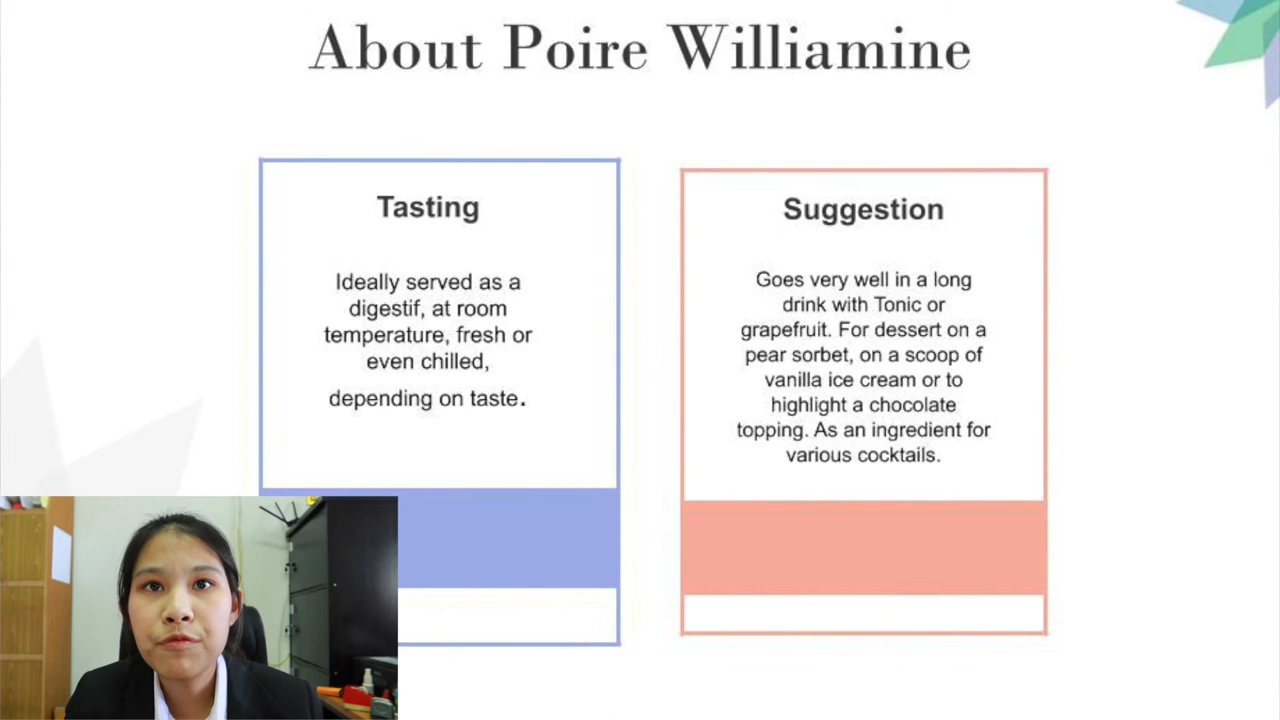 About Poire Williamine
Tasting
Ideally served as a
digestif, at room
temperature, fresh or
even chilled,
depending on taste.
Suggestion
Goes very well in a long
drink with Tonic or
grapefruit. For dessert on a
pear sorbet, on a scoop of
vanilla ice cream or to
highlight a chocolate
topping. As an ingredient for
various cocktails.